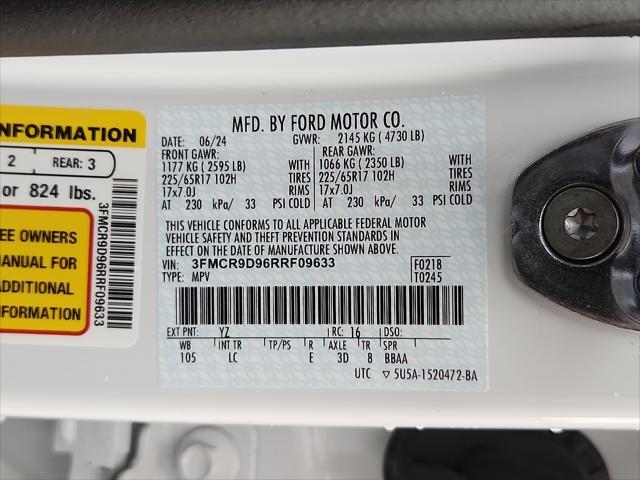 NFORMATION
2 REAR: 3
or 824 lbs.
EE OWNERS
MANUAL FOR
ADDITIONAL
NFORMATION
3FMCR9D96RRF09633
MFD. BY FORD MOTOR CO.
DATE: 06/24 GVWR: 2145 KG ( 4730 LB)
FRONT GAWR: REAR GAWR:
1177 KG ( 2595 LB) WITH 1066 KG ( 2350 LB) WITH
225/65R17 102H TIRES 225/65R17 102H TIRES
17x7.0J RIMS 17x7.0J RIMS
AT 230 kPa/ 33 PSI COLD AT 230 kPa/ 33 PSI COLD
THIS VEHICLE CONFORMS TO ALL APPLICABLE FEDERAL MOTOR
VEHICLE SAFETY AND THEFT PREVENTION STANDARDS IN
EFFECT ON THE DATE OF MANUFACTURE SHOWN ABOVE.
VIN: 3FMCR9D96RRF09633 F0218
TYPE: MPV T0245
EXT PNT: YZ RC: 16 DSO:
WB INT TR TP/PS R AXLE TR SPR
105 LC E 3D 8 BBAA
UTC ▽5U5A-1520472-BA